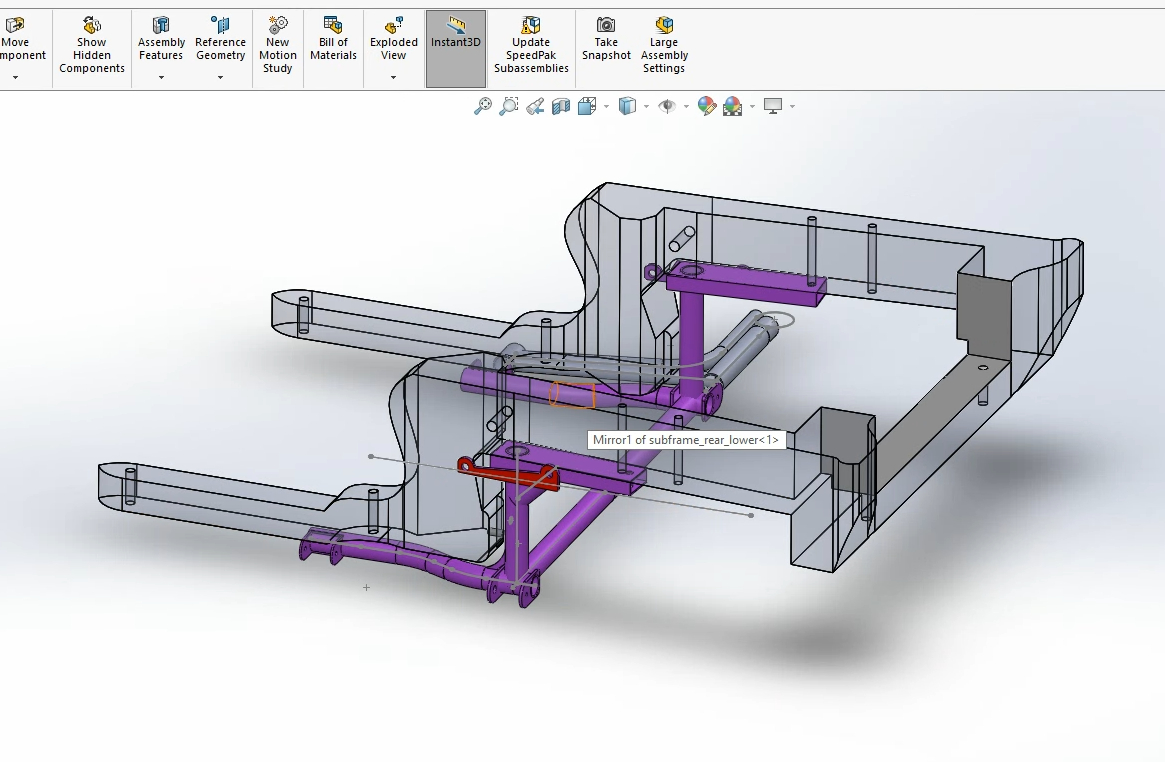 Move
mponent
Show
Hidden
Components
Assembly
Features
Reference
Geometry
New
Motion
Study
Bill of
Materials
Exploded
View
Instant3D
Update
SpeedPak
Subassemblies
Take
Snapshot
Large
Assembly
Settings
Mirror1 of subframe_rear_lower<1>